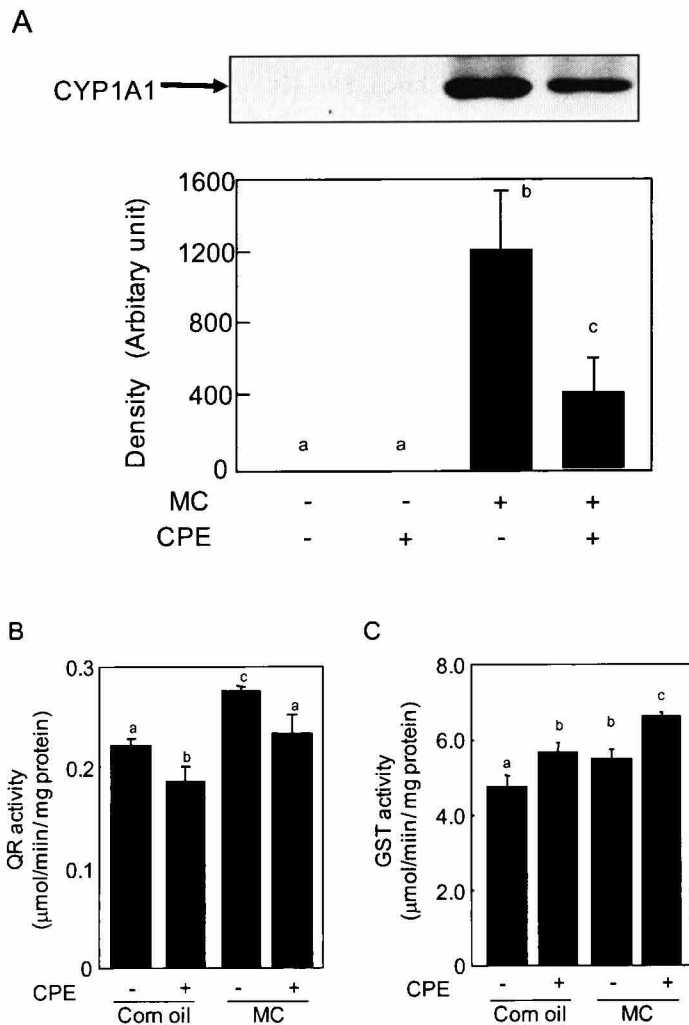 A
CYP1A1
Density (Arbitary unit)
1600
1200
800
400
0
a
a
b
c
MC - - + +
CPE - + - +
B
QR activity
(μmol/miin/ mg protein)
0.3
0.2
0.1
0
a
b
c
a
CPE - + - +
Corn oil MC
C
GST activity
(μmol/miin/ mg protein)
8.0
6.0
4.0
2.0
0
a
b
b
c
CPE - + - +
Corn oil MC